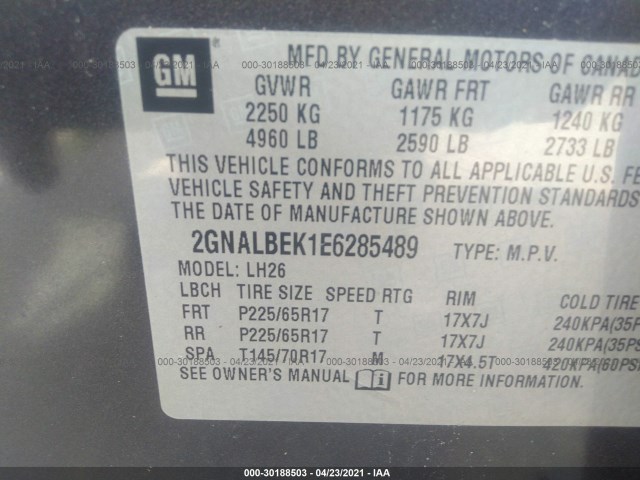 GM
MFD BY GENERAL MOTORS OF CANAD
GVWR GAWR FRT GAWR RR
2250 KG 1175 KG 1240 KG
4960 LB 2590 LB 2733 LB
THIS VEHICLE CONFORMS TO ALL APPLICABLE U.S. FE
VEHICLE SAFETY AND THEFT PREVENTION STANDARDS
THE DATE OF MANUFACTURE SHOWN ABOVE.
2GNALBEK1E6285489 TYPE: M.P.V.
MODEL: LH26
LBCH TIRE SIZE SPEED RTG RIM COLD TIRE
FRT P225/65R17 T 17X7J 240KPA(35P
RR P225/65R17 T 17X7J 240KPA(35PS
SPA T145/70R17 M 17X4.5T 420KPA(60PS
SEE OWNER'S MANUAL FOR MORE INFORMATION.
000-30188503 - 04/23/2021 - IAA